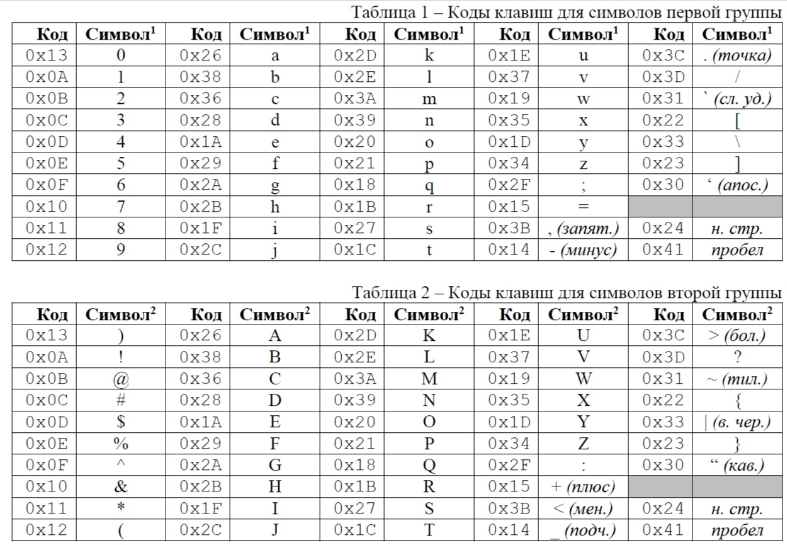 Таблица 1 – Коды клавиш для символов первой группы
Код Символ¹ Код Символ¹ Код Символ¹ Код Символ¹ Код Символ¹
0x13 0 0x26 a 0x2D k 0x1E u 0x3C . (точка)
0x0A 1 0x38 b 0x2E l 0x37 v 0x3D /
0x0B 2 0x36 c 0x3A m 0x19 w 0x31 ` (сл. уд.)
0x0C 3 0x28 d 0x39 n 0x35 x 0x22 [
0x0D 4 0x1A e 0x20 o 0x1D y 0x33 \
0x0E 5 0x29 f 0x21 p 0x34 z 0x23 ]
0x0F 6 0x2A g 0x18 q 0x2F ; 0x30 ‘ (апос.)
0x10 7 0x2B h 0x1B r 0x15 =
0x11 8 0x1F i 0x27 s 0x3B , (запят.) 0x24 н. стр.
0x12 9 0x2C j 0x1C t 0x14 - (минус) 0x41 пробел
Таблица 2 – Коды клавиш для символов второй группы
Код Символ² Код Символ² Код Символ² Код Символ² Код Символ²
0x13 ) 0x26 A 0x2D K 0x1E U 0x3C > (бол.)
0x0A ! 0x38 B 0x2E L 0x37 V 0x3D ?
0x0B @ 0x36 C 0x3A M 0x19 W 0x31 ~ (тил.)
0x0C # 0x28 D 0x39 N 0x35 X 0x22 {
0x0D $ 0x1A E 0x20 O 0x1D Y 0x33 | (в. чер.)
0x0E % 0x29 F 0x21 P 0x34 Z 0x23 }
0x0F ^ 0x2A G 0x18 Q 0x2F : 0x30 “ (кав.)
0x10 & 0x2B H 0x1B R 0x15 + (плюс)
0x11 * 0x1F I 0x27 S 0x3B < (мен.) 0x24 н. стр.
0x12 ( 0x2C J 0x1C T 0x14 _ (подч.) 0x41 пробел